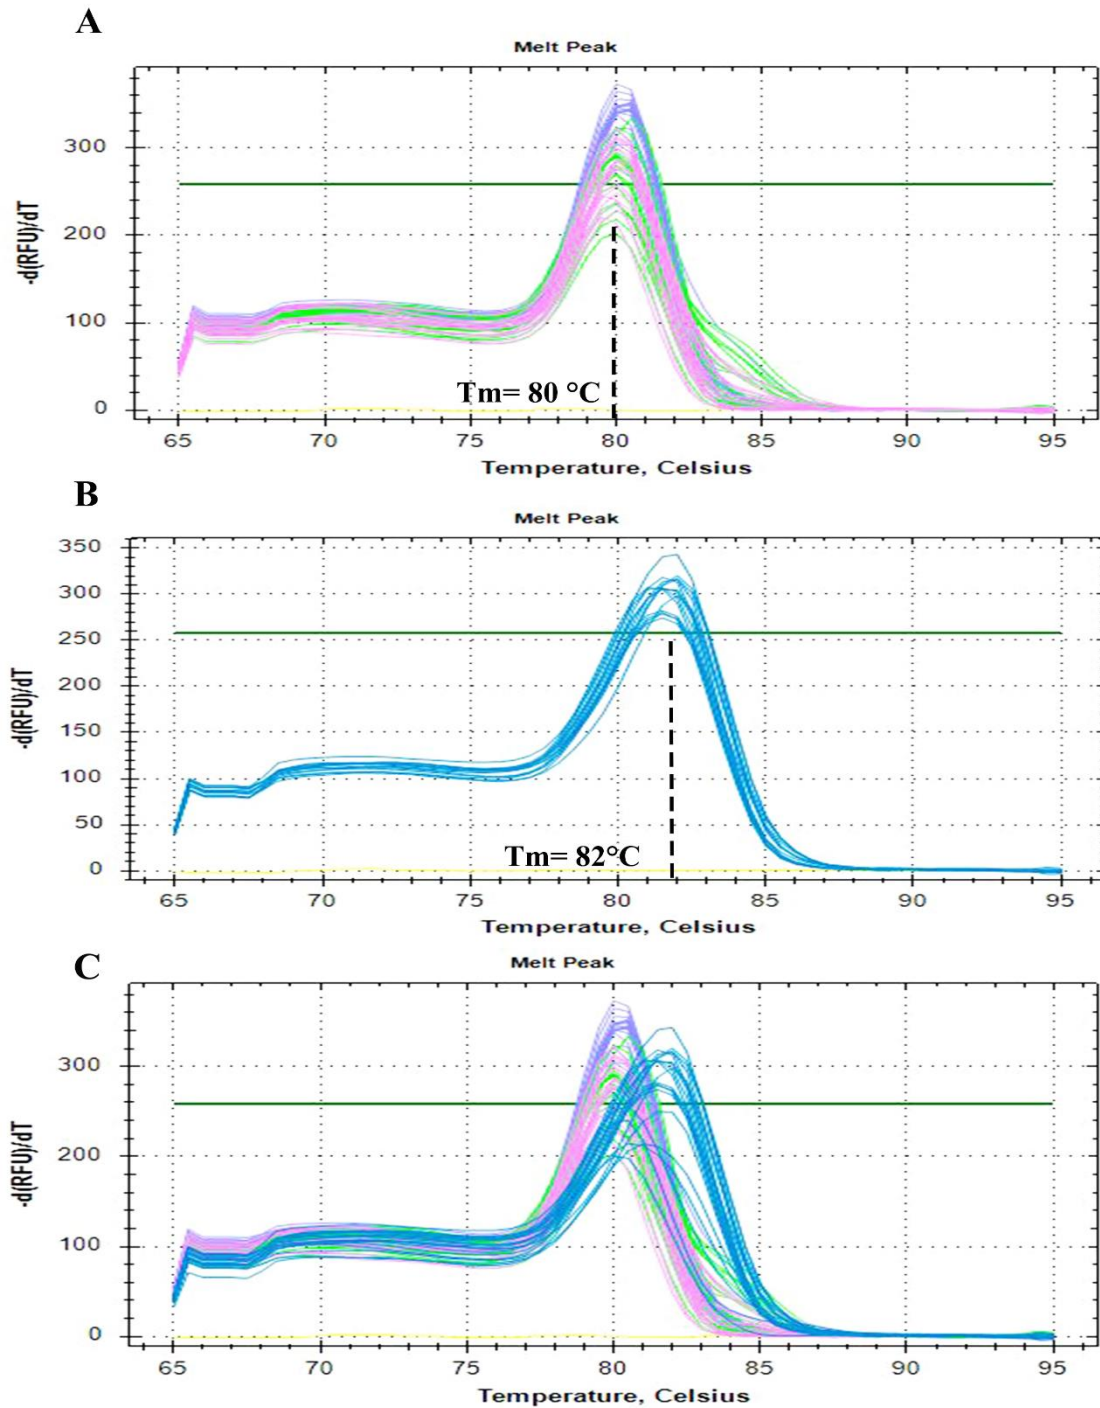 A
Melt Peak
300
200
100
0
-d(RFU)/dT
Tm= 80 °C
65 70 75 80 85 90 95
Temperature, Celsius
B
Melt Peak
350
300
250
200
150
100
50
0
-d(RFU)/dT
Tm= 82°C
65 70 75 80 85 90 95
Temperature, Celsius
C
Melt Peak
300
200
100
0
-d(RFU)/dT
65 70 75 80 85 90 95
Temperature, Celsius